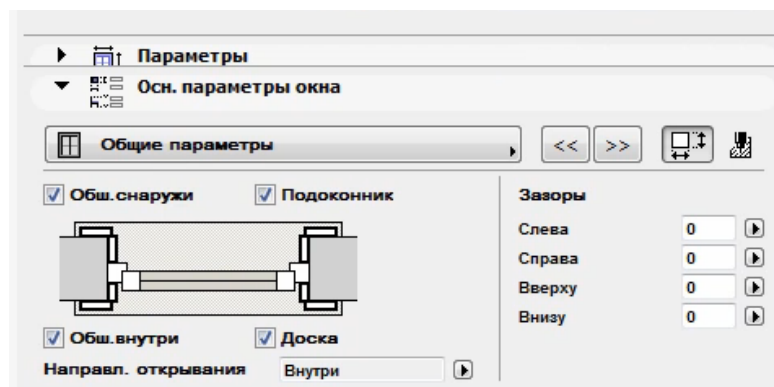 Параметры
Осн. параметры окна
Общие параметры
<< >>
Обш.снаружи Подоконник
Обш.внутри Доска
Направл. открывания Внутри
Зазоры
Слева 0
Справа 0
Вверху 0
Внизу 0